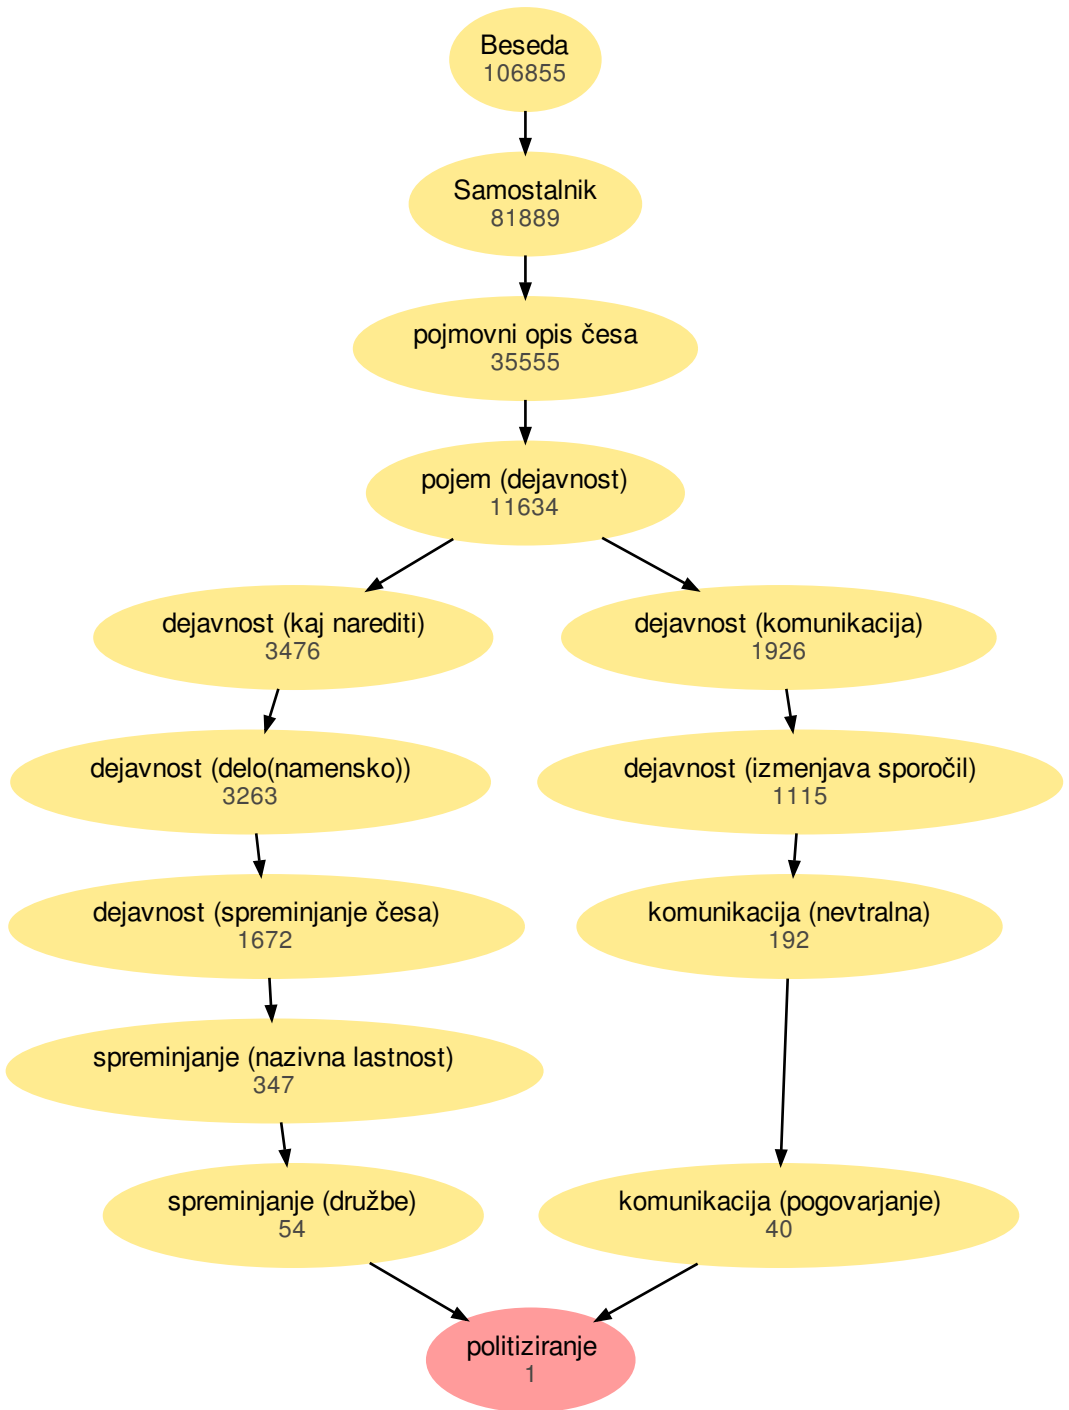 Beseda
106855
Samostalnik
81889
pojmovni opis česa
35555
pojem (dejavnost)
11634
dejavnost (kaj narediti)
3476
dejavnost (komunikacija)
1926
dejavnost (delo(namensko))
3263
dejavnost (izmenjava sporočil)
1115
dejavnost (spreminjanje česa)
1672
komunikacija (nevtralna)
192
spreminjanje (nazivna lastnost)
347
spreminjanje (družbe)
54
komunikacija (pogovarjanje)
40
politiziranje
1